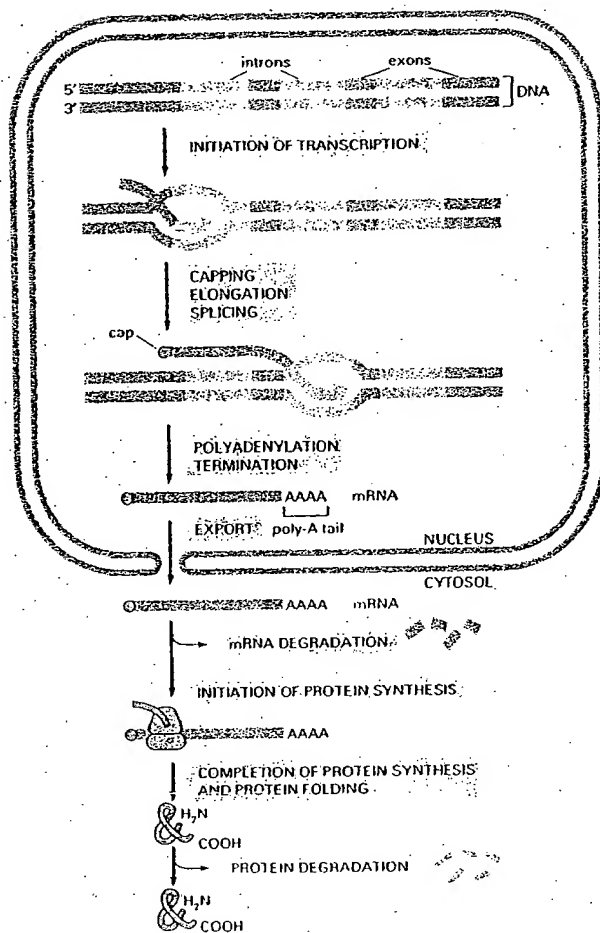 introns exons
5′
3′
DNA
INITIATION OF TRANSCRIPTION
CAPPING
ELONGATION
SPLICING
cap
POLYADENYLATION
TERMINATION
AAAA mRNA
EXPORT poly-A tail
NUCLEUS
CYTOSOL
AAAA mRNA
mRNA DEGRADATION
INITIATION OF PROTEIN SYNTHESIS
AAAA
COMPLETION OF PROTEIN SYNTHESIS
AND PROTEIN FOLDING
H₂N
COOH
PROTEIN DEGRADATION
H₂N
COOH